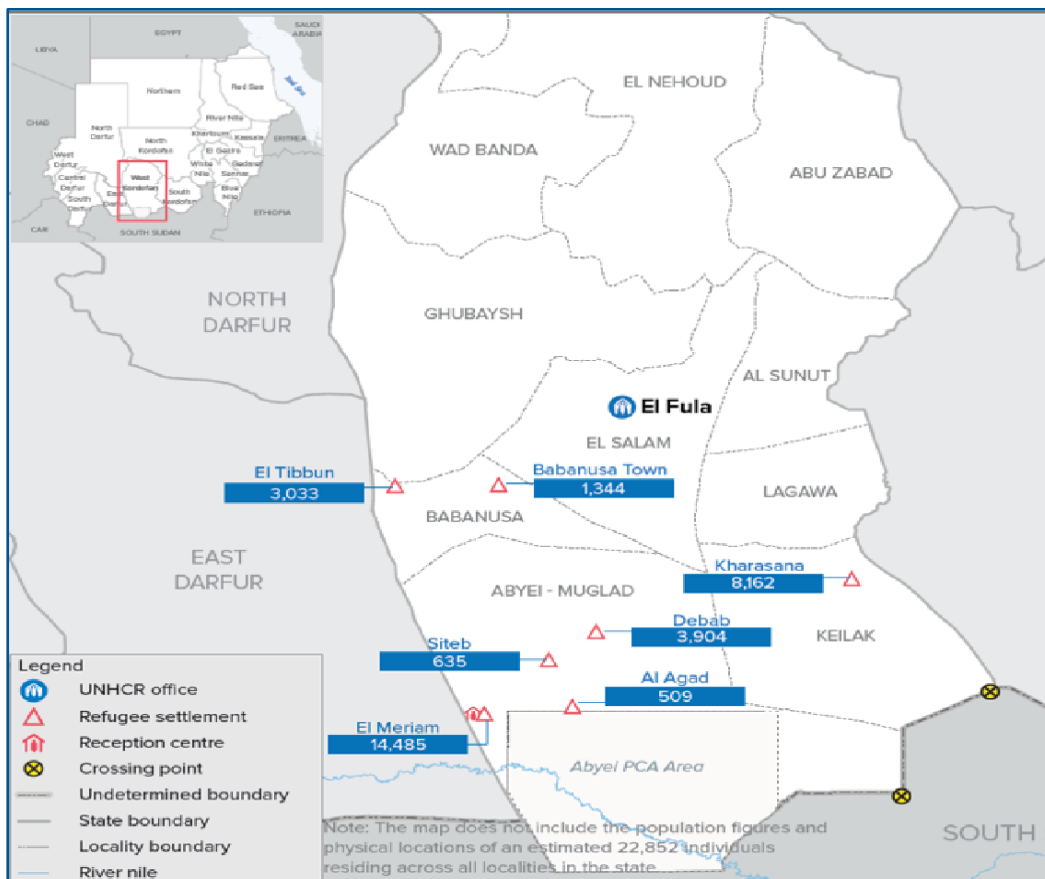 EGYPT
SAUDI
ARABIA
LIBYA
Red Sea
Northern
Red Sea
River Nile
CHAD
North
Darfur
Khartoum
Kassala
ERITREA
North
Kordofan
El Gezira
West
Darfur
White
Nile
Gedaref
Sennar
Central
Darfur
West
Kordofan
South
Kordofan
Blue
Nile
East
Darfur
South
Darfur
ETHIOPIA
CAR
SOUTH SUDAN
EL NEHOUD
WAD BANDA
ABU ZABAD
NORTH
DARFUR
GHUBAYSH
AL SUNUT
El Fula
EL SALAM
El Tibbun
3,033
Babanusa Town
1,344
LAGAWA
BABANUSA
EAST
DARFUR
Kharasana
8,162
ABYEI - MUGLAD
Debab
3,904
KEILAK
Siteb
635
Al Agad
509
El Meriam
14,485
Abyei PCA Area
SOUTH
Legend
UNHCR office
Refugee settlement
Reception centre
Crossing point
Undetermined boundary
State boundary
Locality boundary
River nile
Note: The map does not include the population figures and
physical locations of an estimated 22,852 individuals
residing across all localities in the state